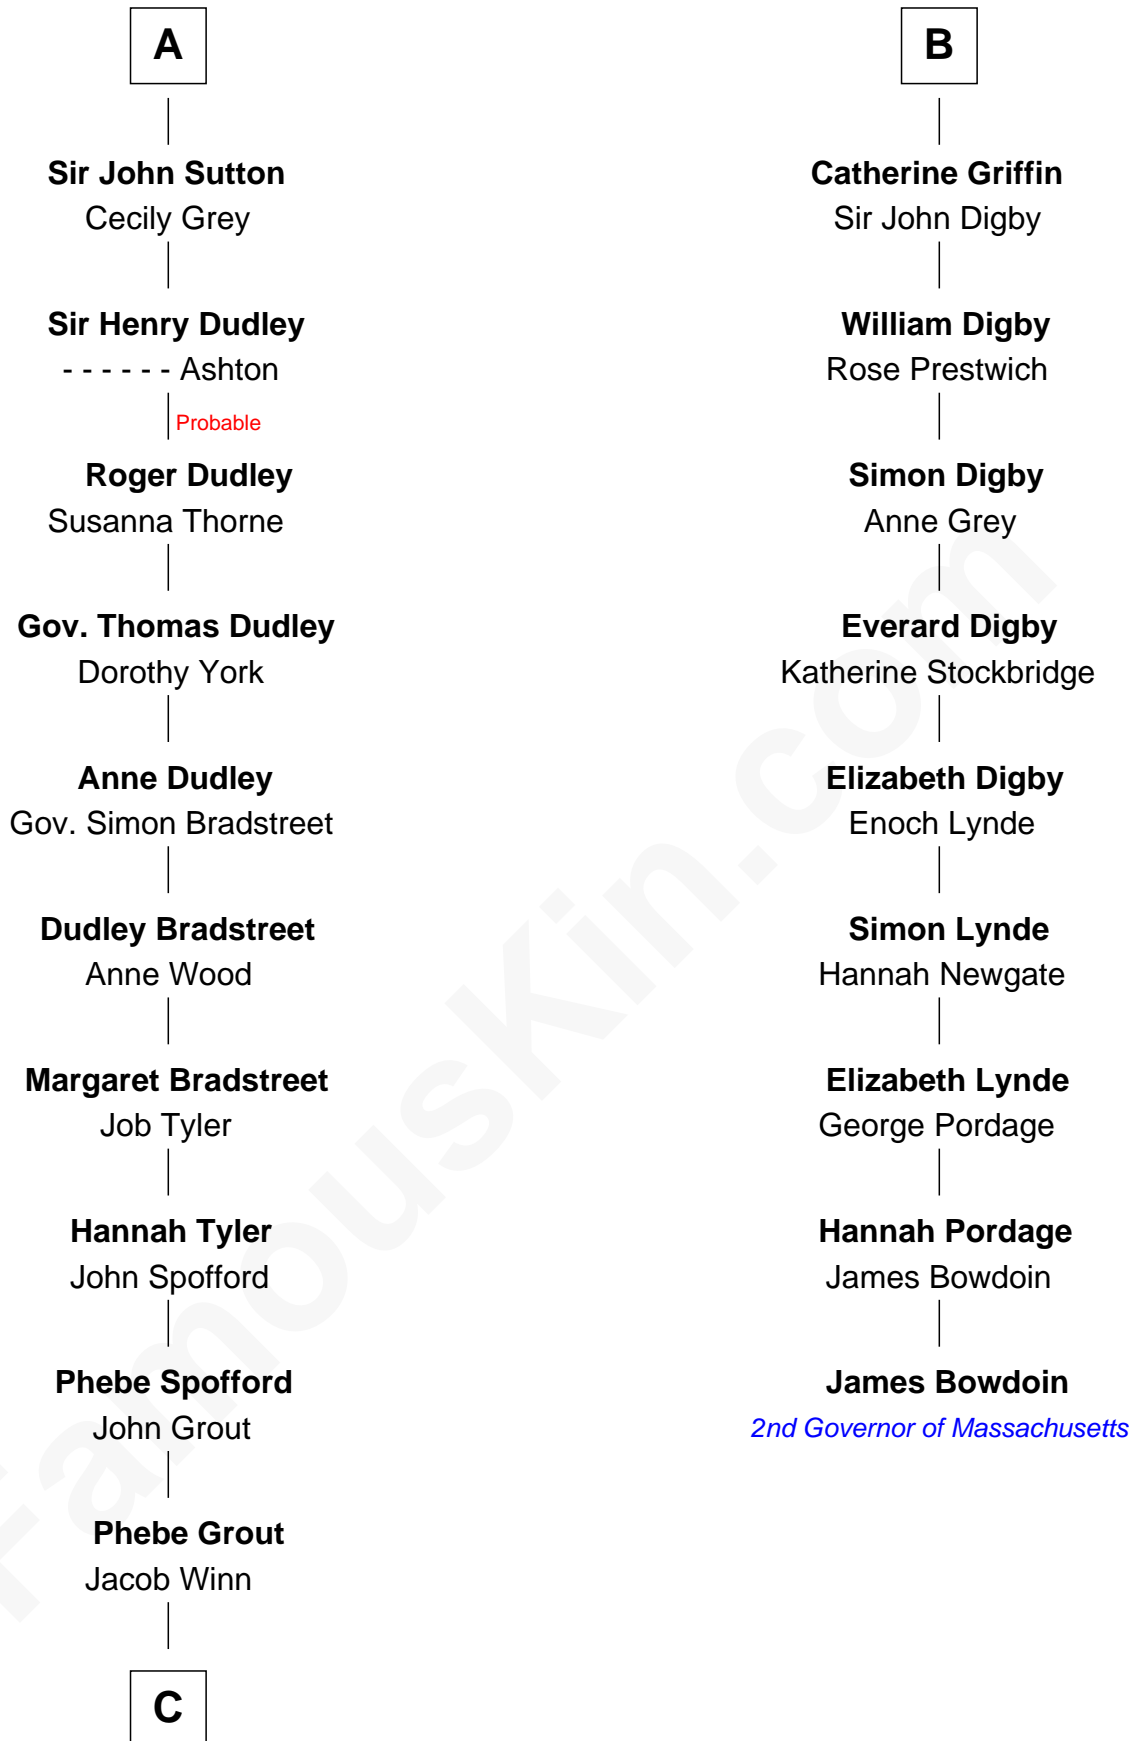 A
Sir John Sutton
Cecily Grey
Sir Henry Dudley
- - - - - - Ashton
Probable
Roger Dudley
Susanna Thorne
Gov. Thomas Dudley
Dorothy York
Anne Dudley
Gov. Simon Bradstreet
Dudley Bradstreet
Anne Wood
Margaret Bradstreet
Job Tyler
Hannah Tyler
John Spofford
Phebe Spofford
John Grout
Phebe Grout
Jacob Winn
C
B
Catherine Griffin
Sir John Digby
William Digby
Rose Prestwich
Simon Digby
Anne Grey
Everard Digby
Katherine Stockbridge
Elizabeth Digby
Enoch Lynde
Simon Lynde
Hannah Newgate
Elizabeth Lynde
George Pordage
Hannah Pordage
James Bowdoin
James Bowdoin
2nd Governor of Massachusetts
FamousKin.com